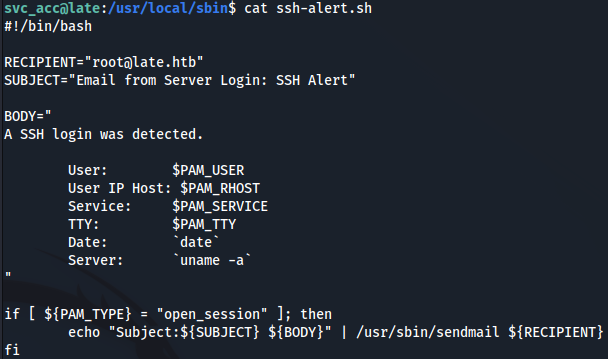 svc_acc@late:/usr/local/sbin$ cat ssh-alert.sh
#!/bin/bash

RECIPIENT="root@late.htb"
SUBJECT="Email from Server Login: SSH Alert"

BODY="
A SSH login was detected.

        User:        $PAM_USER
        User IP Host: $PAM_RHOST
        Service:     $PAM_SERVICE
        TTY:         $PAM_TTY
        Date:        `date`
        Server:      `uname -a`
"

if [ ${PAM_TYPE} = "open_session" ]; then
        echo "Subject:${SUBJECT} ${BODY}" | /usr/sbin/sendmail ${RECIPIENT}
fi